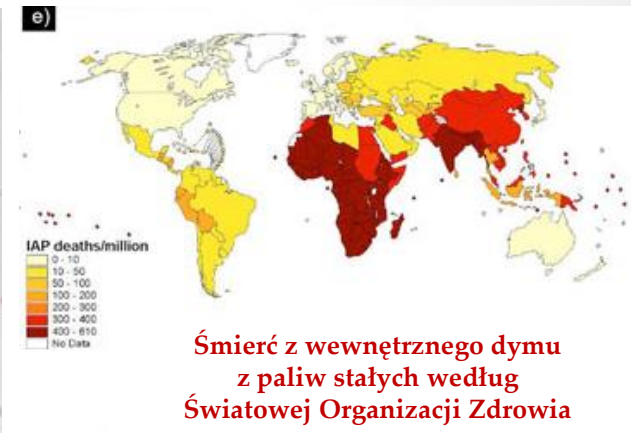 e)
IAP deaths/million
0 - 10
10 - 50
50 - 100
100 - 200
200 - 300
300 - 400
400 - 610
No Data
Śmierć z wewnętrznego dymu
z paliw stałych według
Światowej Organizacji Zdrowia